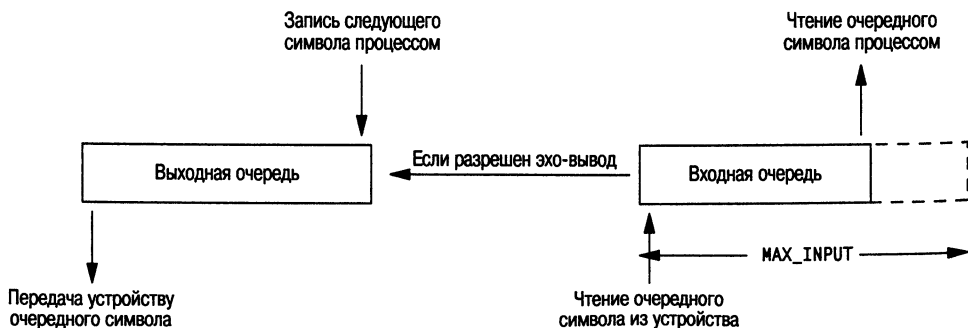 Запись следующего
символа процессом
Чтение очередного
символа процессом
Выходная очередь
Если разрешен эхо-вывод
Входная очередь
MAX_INPUT
Передача устройству
очередного символа
Чтение очередного
символа из устройства